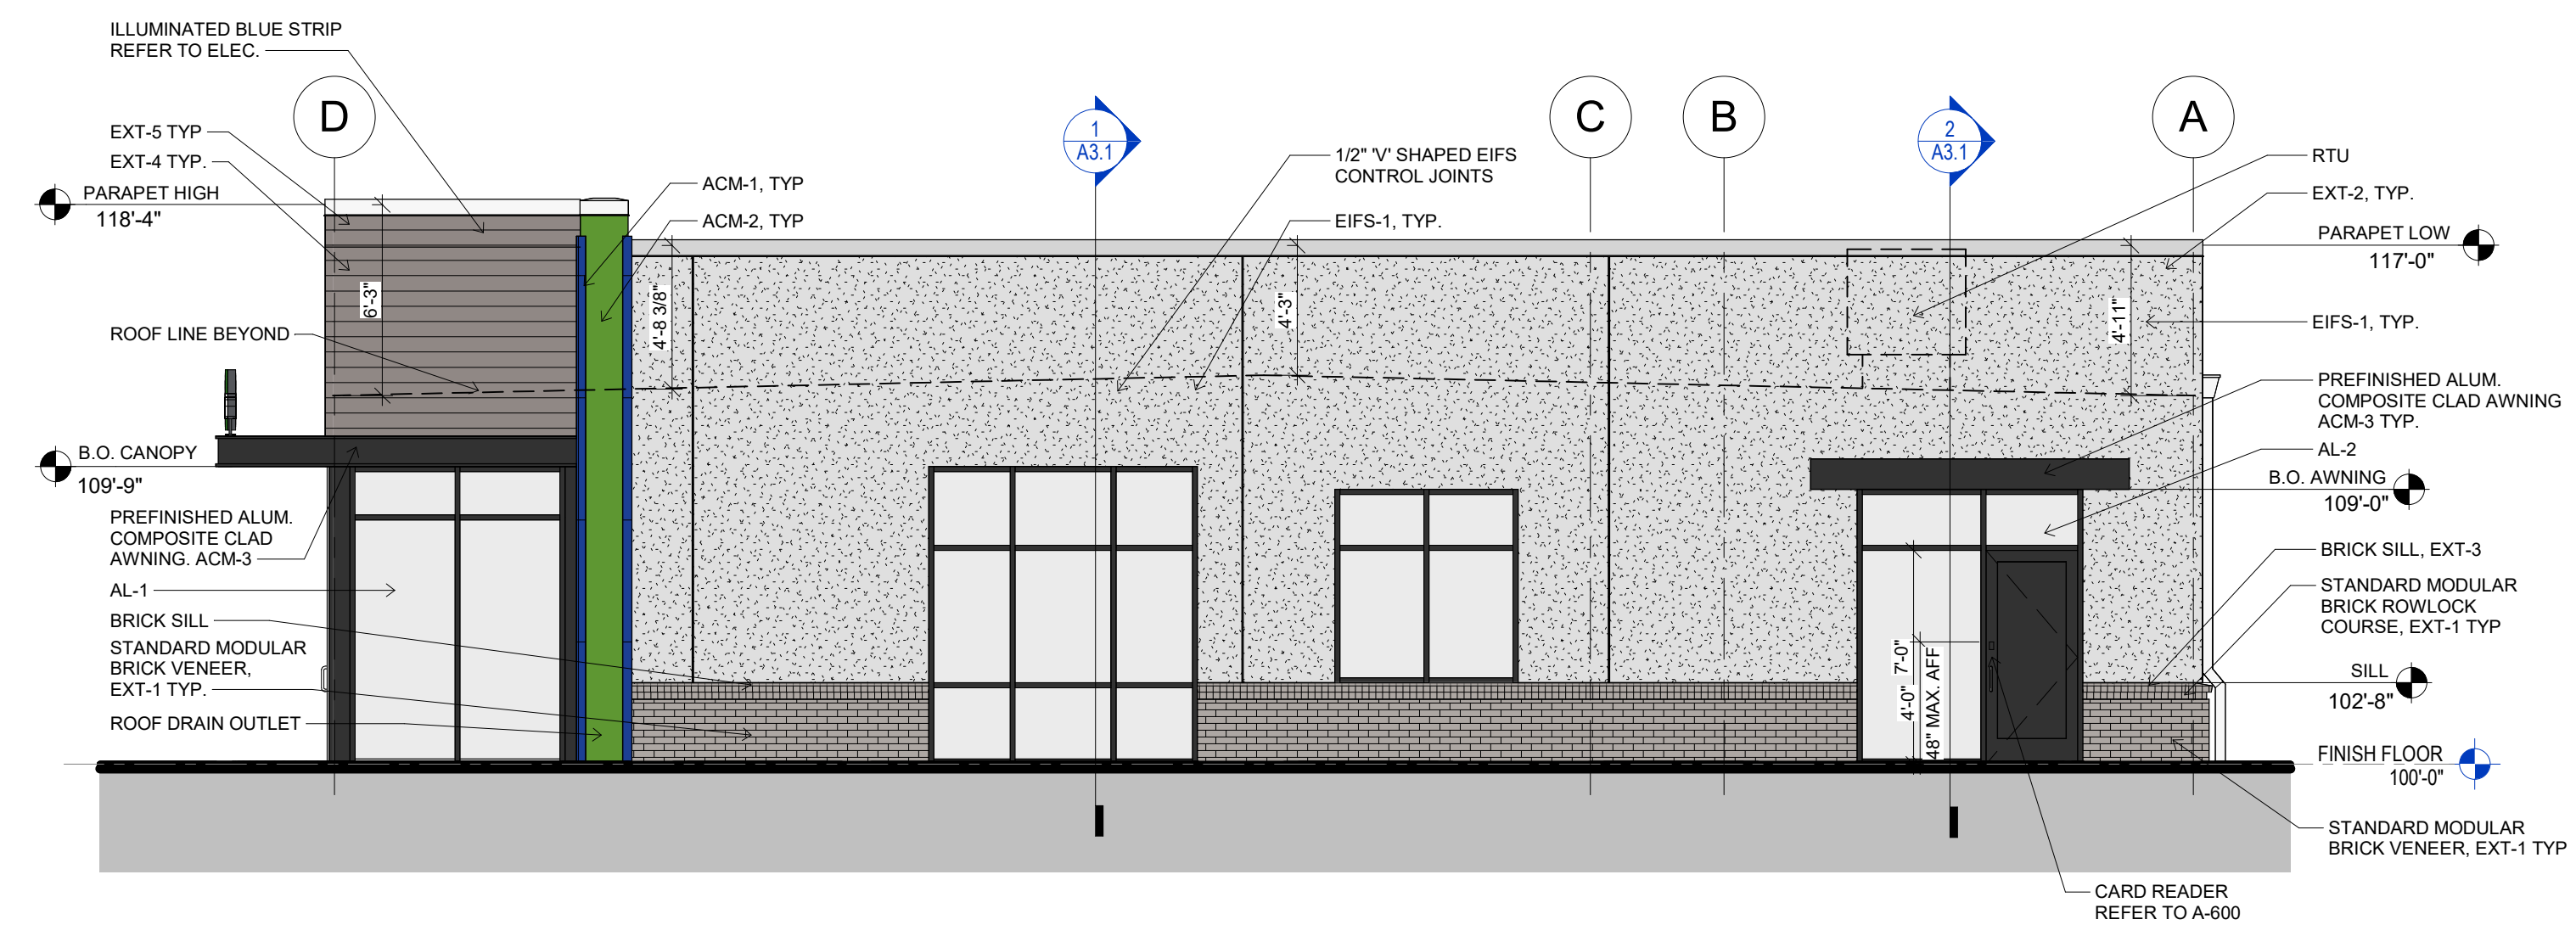 ILLUMINATED BLUE STRIP
REFER TO ELEC.
D
1
A3.1
C
B
2
A3.1
A
EXT-5 TYP
EXT-4 TYP.
PARAPET HIGH
118'-4"
ACM-1, TYP
ACM-2, TYP
1/2" 'V' SHAPED EIFS
CONTROL JOINTS
EIFS-1, TYP.
RTU
EXT-2, TYP.
PARAPET LOW
117'-0"
6'-3"
4'-8 3/8"
4'-3"
4'-11"
EIFS-1, TYP.
ROOF LINE BEYOND
PREFINISHED ALUM.
COMPOSITE CLAD AWNING
ACM-3 TYP.
AL-2
B.O. CANOPY
109'-9"
B.O. AWNING
109'-0"
PREFINISHED ALUM.
COMPOSITE CLAD
AWNING. ACM-3
AL-1
BRICK SILL
STANDARD MODULAR
BRICK VENEER,
EXT-1 TYP.
ROOF DRAIN OUTLET
BRICK SILL, EXT-3
STANDARD MODULAR
BRICK ROWLOCK
COURSE, EXT-1 TYP
7'-0"
4'-0"
48" MAX. AFF
SILL
102'-8"
FINISH FLOOR
100'-0"
STANDARD MODULAR
BRICK VENEER, EXT-1 TYP
CARD READER
REFER TO A-600